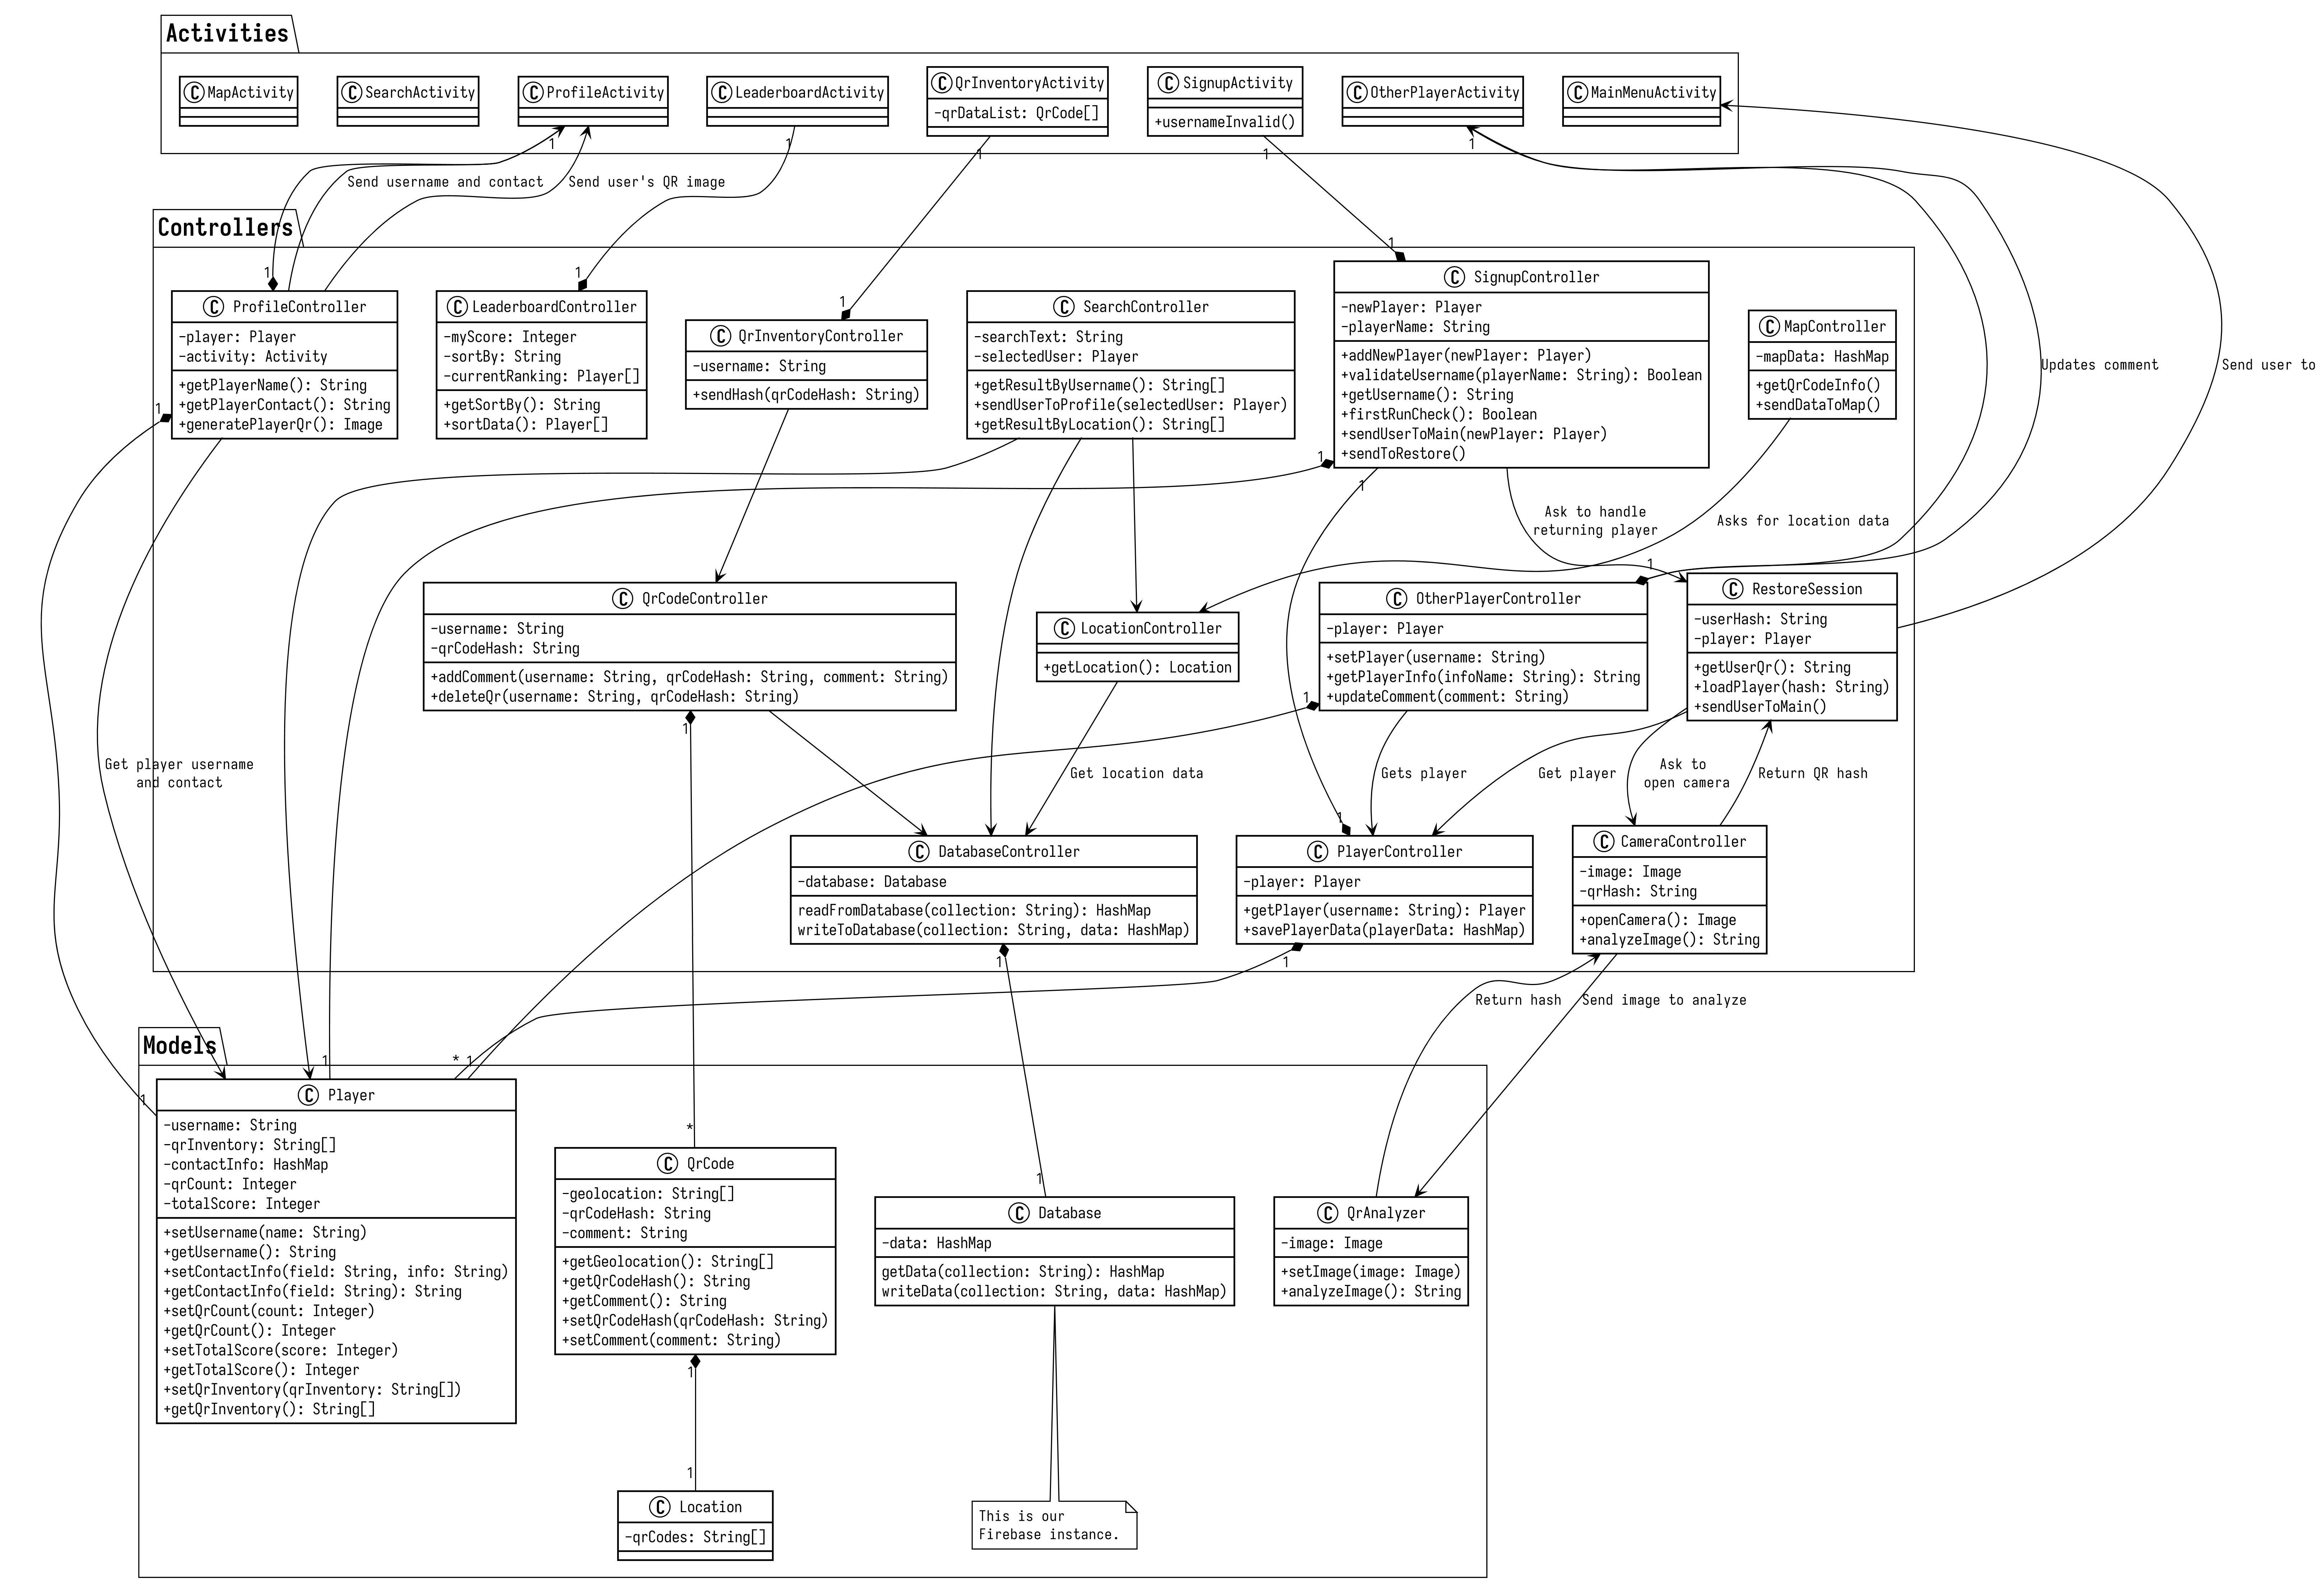 Activities
C MapActivity
C SearchActivity
C ProfileActivity
C LeaderboardActivity
C QrInventoryActivity
-qrDataList: QrCode[]
C SignupActivity
+usernameInvalid()
C OtherPlayerActivity
C MainMenuActivity
1
1
1
1
1
Send username and contact
Send user's QR image
Controllers
1
1
1
1
C ProfileController
-player: Player
-activity: Activity
+getPlayerName(): String
+getPlayerContact(): String
+generatePlayerQr(): Image
C LeaderboardController
-myScore: Integer
-sortBy: String
-currentRanking: Player[]
+getSortBy(): String
+sortData(): Player[]
C QrInventoryController
-username: String
+sendHash(qrCodeHash: String)
C SearchController
-searchText: String
-selectedUser: Player
+getResultByUsername(): String[]
+sendUserToProfile(selectedUser: Player)
+getResultByLocation(): String[]
C SignupController
-newPlayer: Player
-playerName: String
+addNewPlayer(newPlayer: Player)
+validateUsername(playerName: String): Boolean
+getUsername(): String
+firstRunCheck(): Boolean
+sendUserToMain(newPlayer: Player)
+sendToRestore()
C MapController
-mapData: HashMap
+getQrCodeInfo()
+sendDataToMap()
Updates comment
Send user to
1
1
1
Ask to handle
returning player
Asks for location data
1
C QrCodeController
-username: String
-qrCodeHash: String
+addComment(username: String, qrCodeHash: String, comment: String)
+deleteQr(username: String, qrCodeHash: String)
C LocationController
+getLocation(): Location
C OtherPlayerController
-player: Player
+setPlayer(username: String)
+getPlayerInfo(infoName: String): String
+updateComment(comment: String)
C RestoreSession
-userHash: String
-player: Player
+getUserQr(): String
+loadPlayer(hash: String)
+sendUserToMain()
1
1
Get player username
and contact
Get location data
Gets player
Get player
Ask to
open camera
Return QR hash
1
C DatabaseController
-database: Database
readFromDatabase(collection: String): HashMap
writeToDatabase(collection: String, data: HashMap)
C PlayerController
-player: Player
+getPlayer(username: String): Player
+savePlayerData(playerData: HashMap)
C CameraController
-image: Image
-qrHash: String
+openCamera(): Image
+analyzeImage(): String
1
1
Return hash
Send image to analyze
Models
1
*
1
1
*
1
C Player
-username: String
-qrInventory: String[]
-contactInfo: HashMap
-qrCount: Integer
-totalScore: Integer
+setUsername(name: String)
+getUsername(): String
+setContactInfo(field: String, info: String)
+getContactInfo(field: String): String
+setQrCount(count: Integer)
+getQrCount(): Integer
+setTotalScore(score: Integer)
+getTotalScore(): Integer
+setQrInventory(qrInventory: String[])
+getQrInventory(): String[]
C QrCode
-geolocation: String[]
-qrCodeHash: String
-comment: String
+getGeolocation(): String[]
+getQrCodeHash(): String
+getComment(): String
+setQrCodeHash(qrCodeHash: String)
+setComment(comment: String)
C Database
-data: HashMap
getData(collection: String): HashMap
writeData(collection: String, data: HashMap)
C QrAnalyzer
-image: Image
+setImage(image: Image)
+analyzeImage(): String
1
1
C Location
-qrCodes: String[]
This is our
Firebase instance.